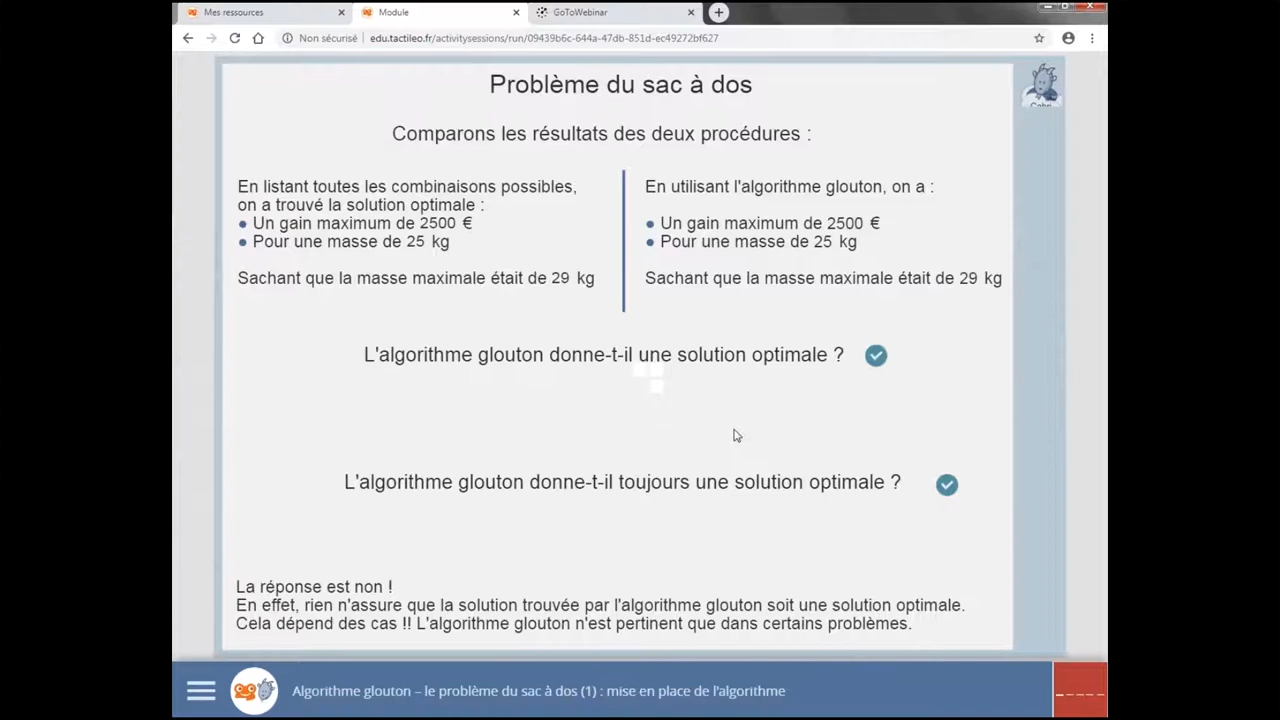 Mes ressources
Module
GoToWebinar
Non sécurisé
edu.tactileo.fr/activitysessions/run/09439b6c-644a-47db-851d-ec49272bf627
Problème du sac à dos
Comparons les résultats des deux procédures :
En listant toutes les combinaisons possibles,
on a trouvé la solution optimale :
• Un gain maximum de 2500 €
• Pour une masse de 25 kg
Sachant que la masse maximale était de 29 kg
En utilisant l'algorithme glouton, on a :
• Un gain maximum de 2500 €
• Pour une masse de 25 kg
Sachant que la masse maximale était de 29 kg
L'algorithme glouton donne-t-il une solution optimale ?
L'algorithme glouton donne-t-il toujours une solution optimale ?
La réponse est non !
En effet, rien n'assure que la solution trouvée par l'algorithme glouton soit une solution optimale.
Cela dépend des cas !! L'algorithme glouton n'est pertinent que dans certains problèmes.
Algorithme glouton – le problème du sac à dos (1) : mise en place de l'algorithme